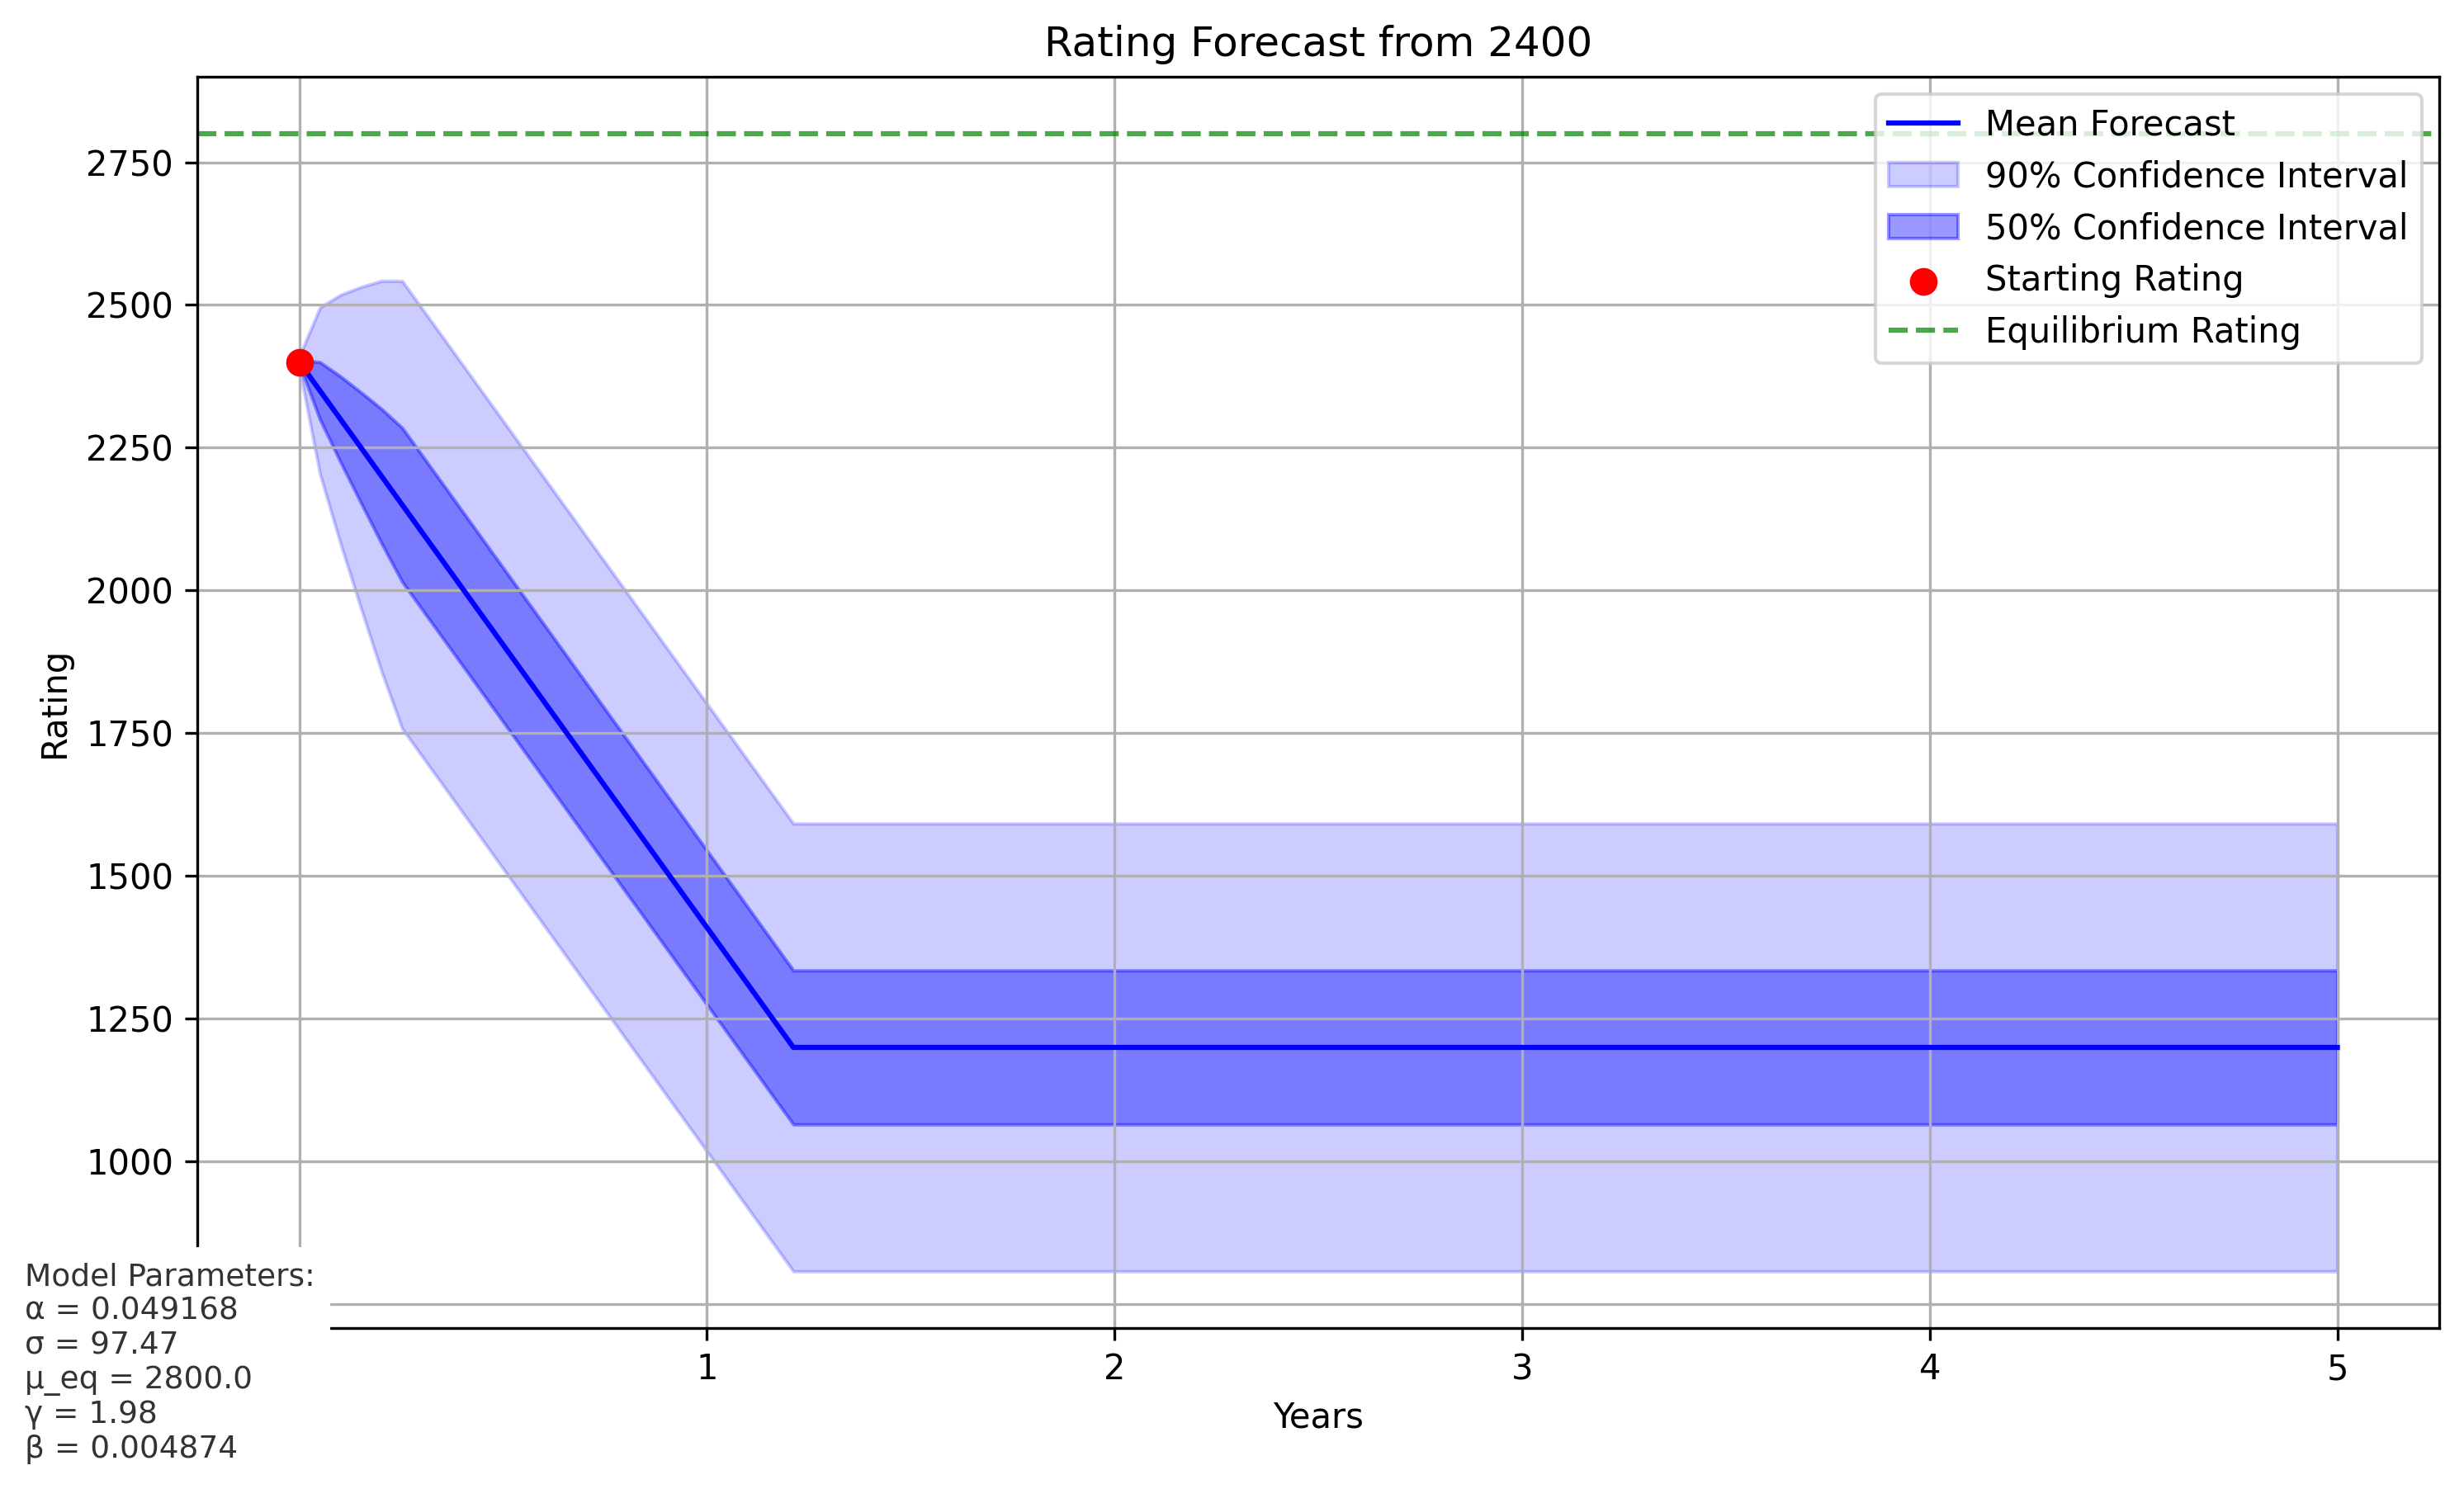 Rating Forecast from 2400
Mean Forecast
90% Confidence Interval
50% Confidence Interval
Starting Rating
Equilibrium Rating
2750
2500
2250
2000
1750
1500
1250
1000
Rating
1
2
3
4
5
Years
Model Parameters:
α = 0.049168
σ = 97.47
μ_eq = 2800.0
γ = 1.98
β = 0.004874